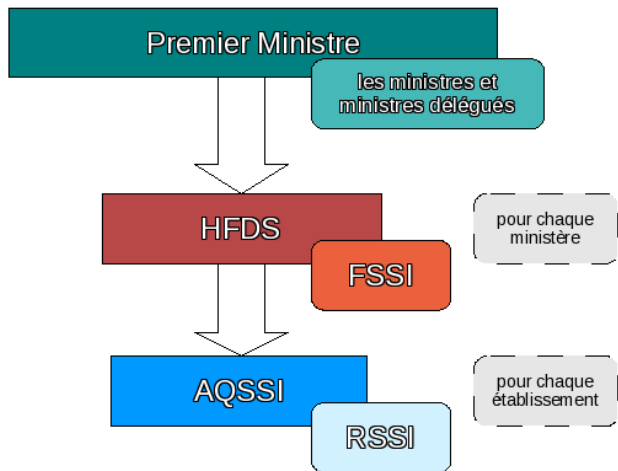 Premier Ministre
les ministres et
ministres délégués
HFDS
pour chaque
ministère
FSSI
AQSSI
pour chaque
établissement
RSSI